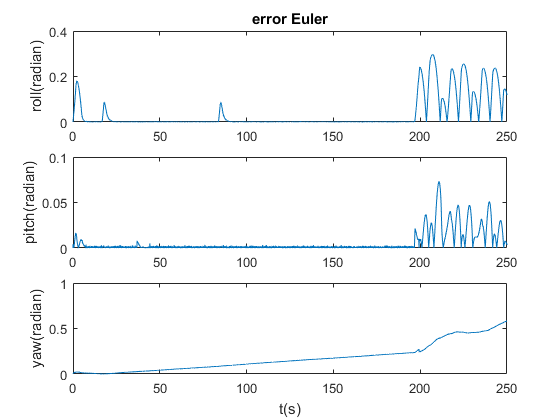 error Euler
0.4
0.2
0
roll(radian)
0 50 100 150 200 250
0.1
0.05
0
pitch(radian)
0 50 100 150 200 250
1
0.5
0
yaw(radian)
0 50 100 150 200 250
t(s)